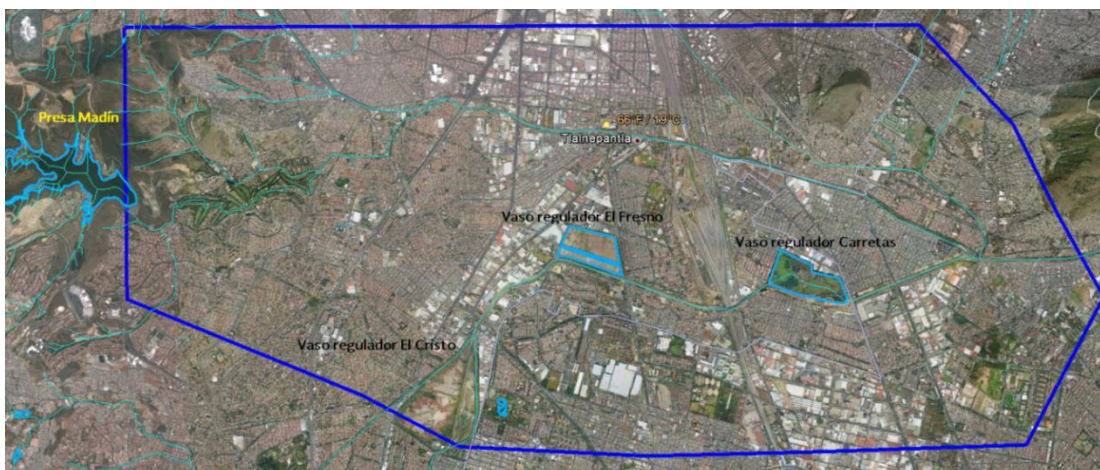 Presa Madín
66°F / 19°C
Tlalnepantla
Vaso regulador El Fresno
Vaso regulador Carretas
Vaso regulador El Cristo